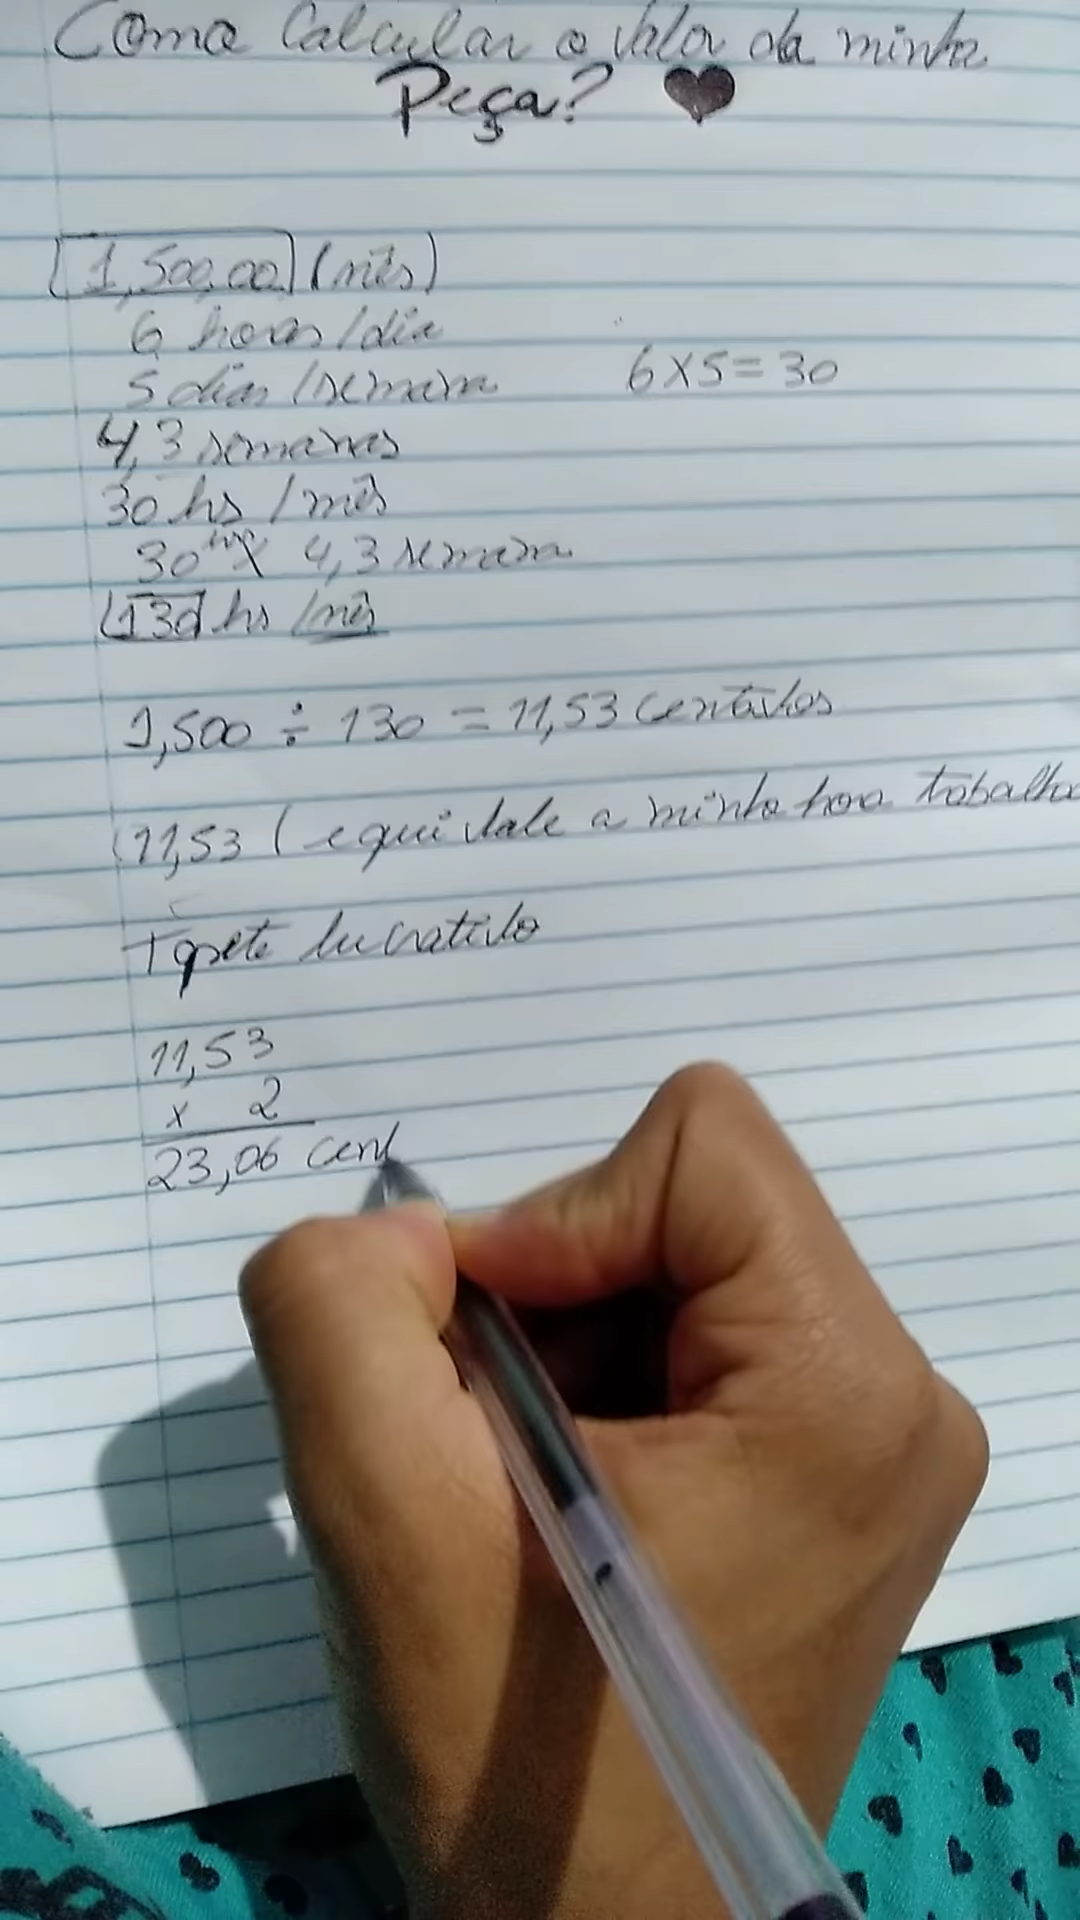 Como Calcular o valor da minha
Peça?
1,500,00 (mês)
6 horas/dia
5 dias/semana 6x5=30
4,3 semanas
30 hs/mês
30 x 4,3 semana
130 hs/mês
1,500 ÷ 130 = 11,53 centavos
11,53 (equivale a minha hora trabalha
Tapete lucrativo
11,53
x 2
23,06 cent